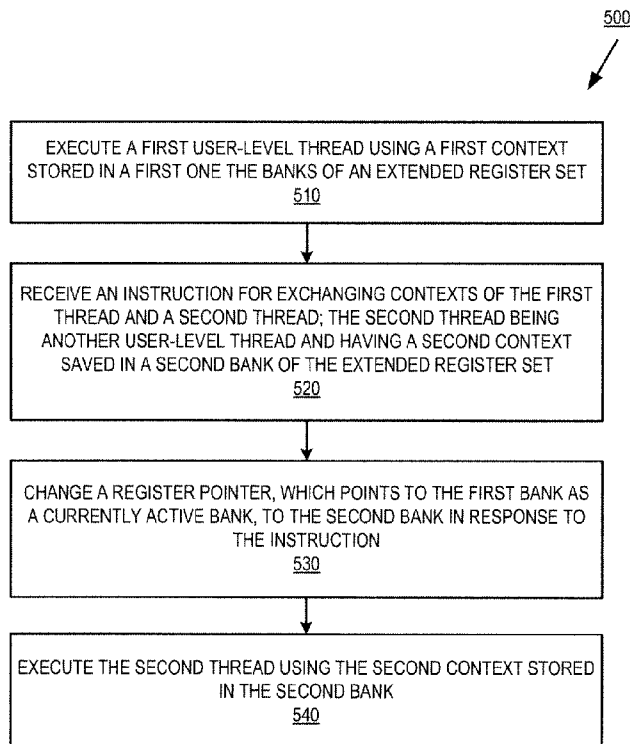 500
EXECUTE A FIRST USER-LEVEL THREAD USING A FIRST CONTEXT
STORED IN A FIRST ONE THE BANKS OF AN EXTENDED REGISTER SET
510
RECEIVE AN INSTRUCTION FOR EXCHANGING CONTEXTS OF THE FIRST
THREAD AND A SECOND THREAD; THE SECOND THREAD BEING
ANOTHER USER-LEVEL THREAD AND HAVING A SECOND CONTEXT
SAVED IN A SECOND BANK OF THE EXTENDED REGISTER SET
520
CHANGE A REGISTER POINTER, WHICH POINTS TO THE FIRST BANK AS
A CURRENTLY ACTIVE BANK, TO THE SECOND BANK IN RESPONSE TO
THE INSTRUCTION
530
EXECUTE THE SECOND THREAD USING THE SECOND CONTEXT STORED
IN THE SECOND BANK
540